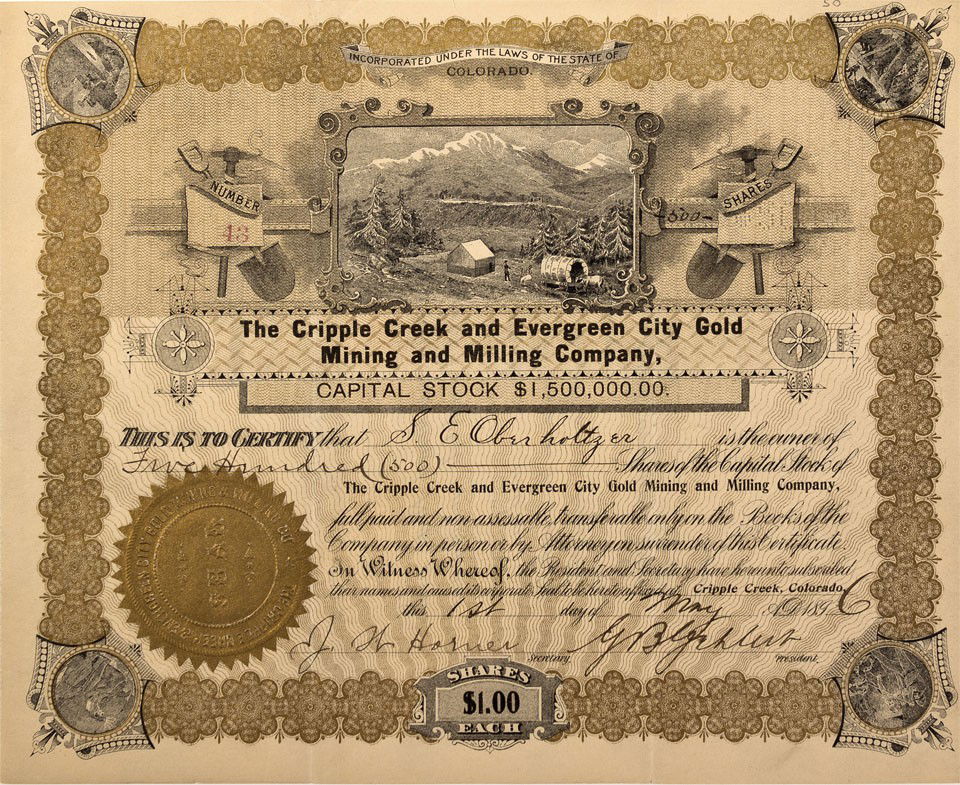 50
INCORPORATED UNDER THE LAWS OF THE STATE OF
COLORADO.
NUMBER
SHARES
-500-
The Cripple Creek and Evergreen City Gold
Mining and Milling Company,
CAPITAL STOCK $1,500,000.00.
THIS IS TO CERTIFY that S E Oberholtzer is the owner of
Five Hundred (500) Shares of the Capital Stock of
The Cripple Creek and Evergreen City Gold Mining and Milling Company,
full paid and non-assessable, transferable only on the Books of the
Company in person or by Attorney on surrender of this Certificate.
In Witness Whereof, the President and Secretary have hereunto subscribed
their names and caused its corporate Seal to be hereto affixed at Cripple Creek, Colorado,
this 1st day of May A.D. 1896
J. W. Horner Secretary. President.
SHARES
$1.00
EACH